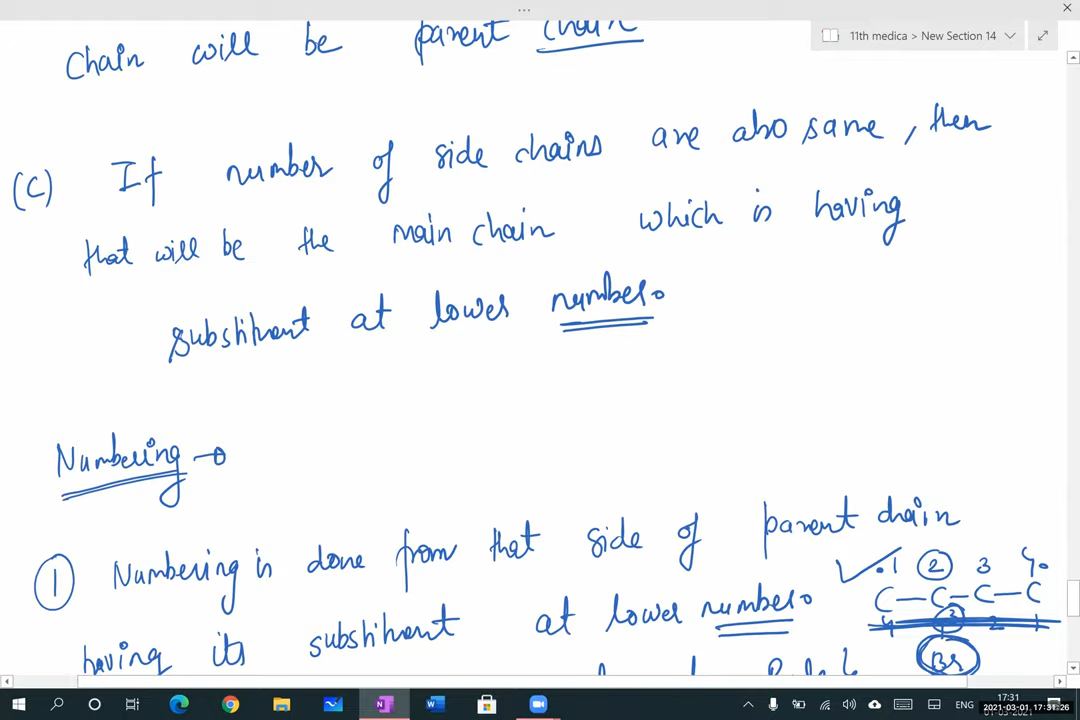 ...
11th medica > New Section 14
chain will be parent chain
(C) If number of side chains are also same, then
that will be the main chain which is having
substituent at lower number.
Numbering →
① Numbering is done from that side of parent chain
having its substituent at lower number.
✓ .1 ② 3 4.
C — C — C — C
4 ③ 2 1
Br
ENG
17:31
2021-03-01 17:31:26